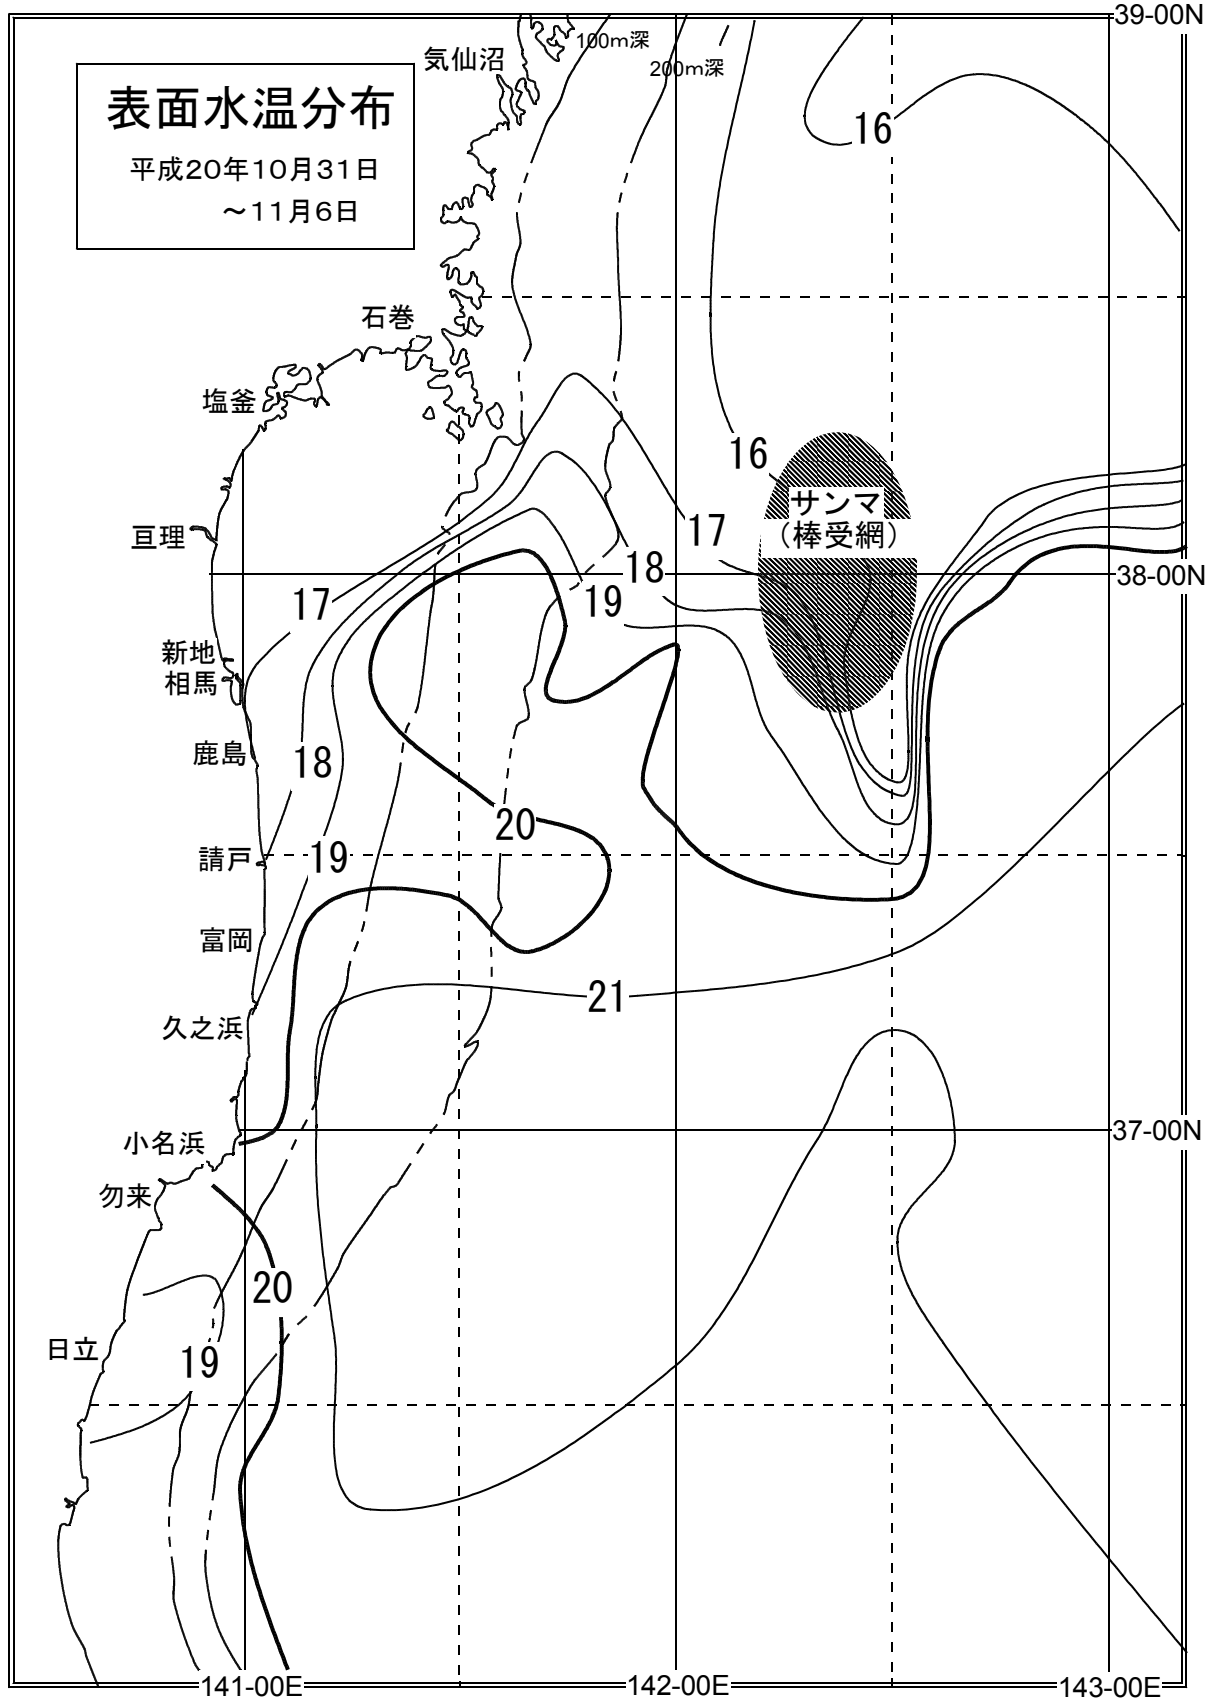 39-00N
100m深
気仙沼
200m深
表面水温分布
平成20年10月31日
～11月6日
16
石巻
塩釜
16
サンマ
（棒受網）
亘理
17
18
38-00N
19
17
新地
相馬
鹿島
18
20
請戸
19
富岡
21
久之浜
37-00N
小名浜
勿来
20
日立
19
141-00E
142-00E
143-00E